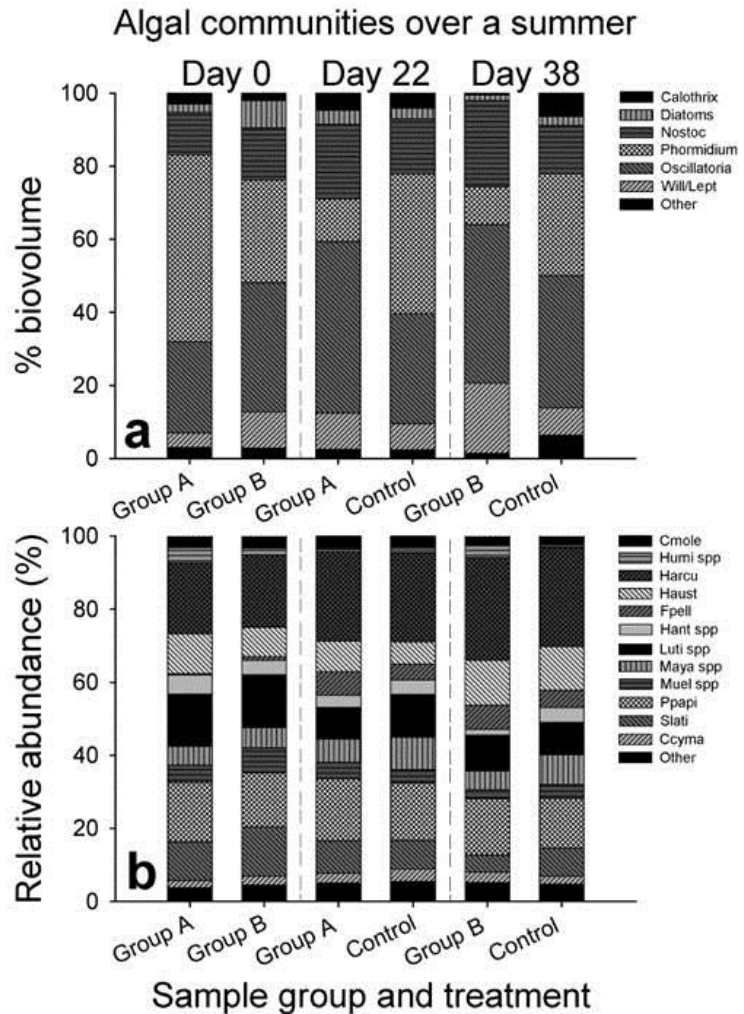 Algal communities over a summer
Day 0 Day 22 Day 38
100
80
60
40
20
0
% biovolume
a
Calothrix
Diatoms
Nostoc
Phormidium
Oscillatoria
Will/Lept
Other
Group A
Group B
Group A
Control
Group B
Control
100
80
60
40
20
0
Relative abundance (%)
b
Cmole
Humi spp
Harcu
Haust
Fpell
Hant spp
Luti spp
Maya spp
Muel spp
Ppapi
Slati
Ccyma
Other
Group A
Group B
Group A
Control
Group B
Control
Sample group and treatment